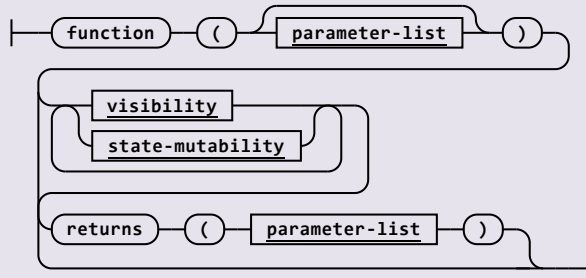 function ( parameter-list )
visibility
state-mutability
returns ( parameter-list )